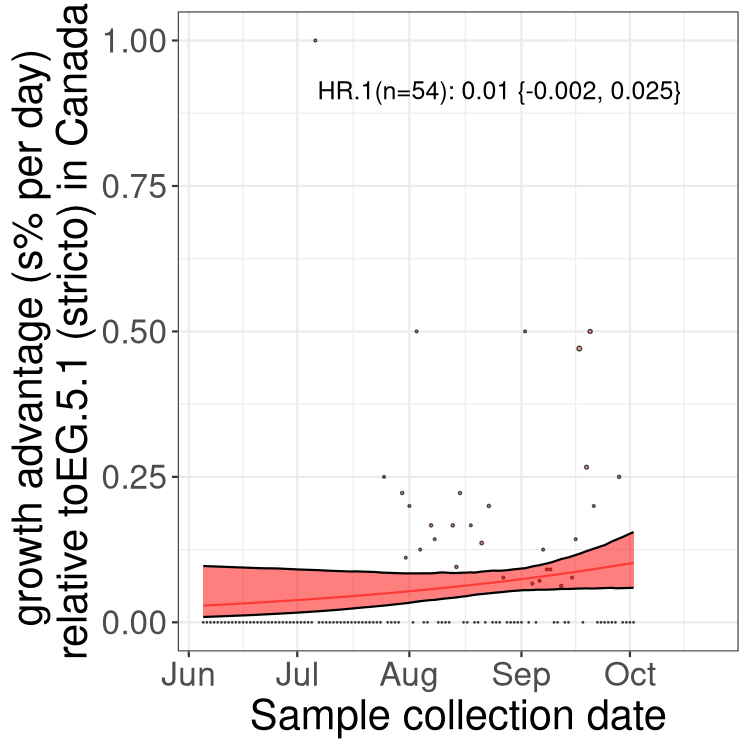 growth advantage (s% per day)
relative toEG.5.1 (stricto) in Canada
1.00
0.75
0.50
0.25
0.00
HR.1(n=54): 0.01 {-0.002, 0.025}
Jun Jul Aug Sep Oct
Sample collection date